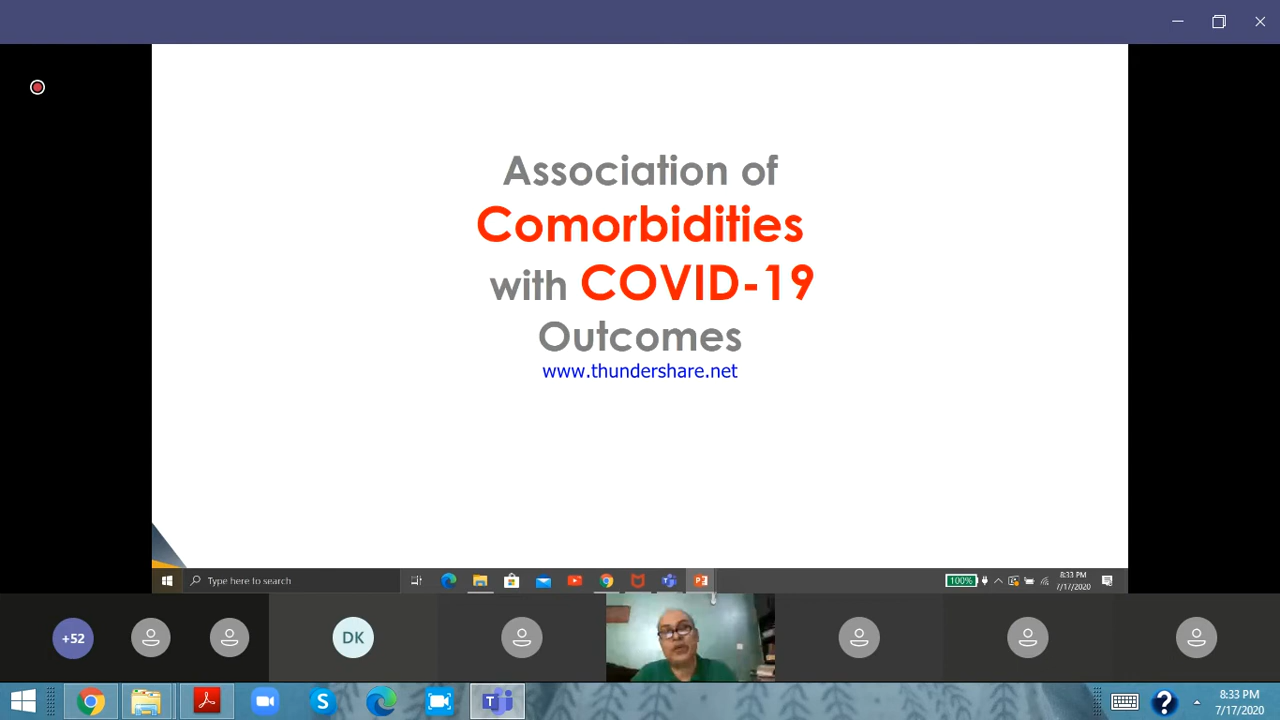 Association of
Comorbidities
with COVID-19
Outcomes
www.thundershare.net
Type here to search
100%
8:33 PM
7/17/2020
+52
DK
8:33 PM
7/17/2020